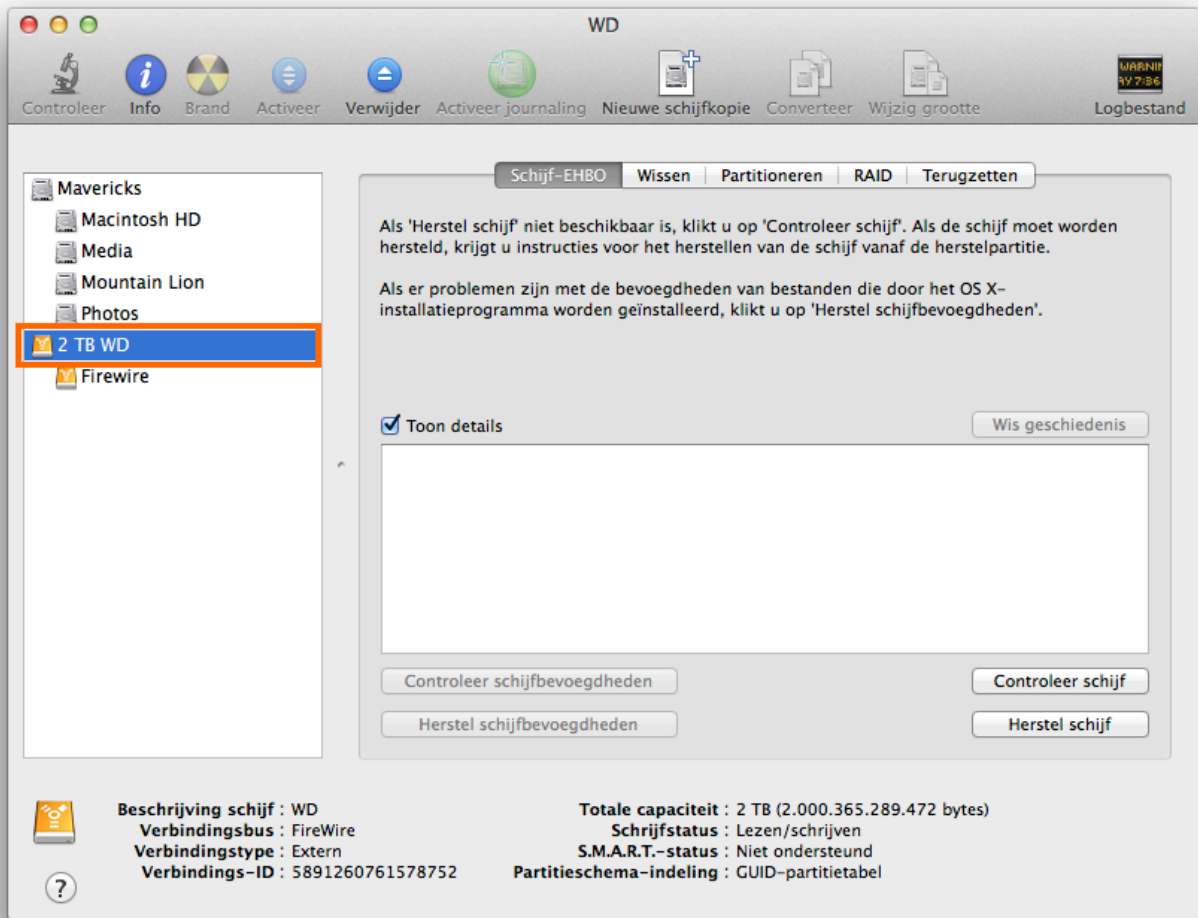 WD
Controleer Info Brand Activeer Verwijder Activeer journaling Nieuwe schijfkopie Converteer Wijzig grootte Logbestand
WARNIN
AY 7:36
Mavericks
Macintosh HD
Media
Mountain Lion
Photos
2 TB WD
Firewire
Schijf-EHBO Wissen Partitioneren RAID Terugzetten
Als 'Herstel schijf' niet beschikbaar is, klikt u op 'Controleer schijf'. Als de schijf moet worden
hersteld, krijgt u instructies voor het herstellen van de schijf vanaf de herstelpartitie.
Als er problemen zijn met de bevoegdheden van bestanden die door het OS X-
installatieprogramma worden geïnstalleerd, klikt u op 'Herstel schijfbevoegdheden'.
Toon details
Wis geschiedenis
Controleer schijfbevoegdheden
Controleer schijf
Herstel schijfbevoegdheden
Herstel schijf
Beschrijving schijf : WD
Verbindingsbus : FireWire
Verbindingstype : Extern
Verbindings-ID : 5891260761578752
Totale capaciteit : 2 TB (2.000.365.289.472 bytes)
Schrijfstatus : Lezen/schrijven
S.M.A.R.T.-status : Niet ondersteund
Partitieschema-indeling : GUID-partitietabel
?